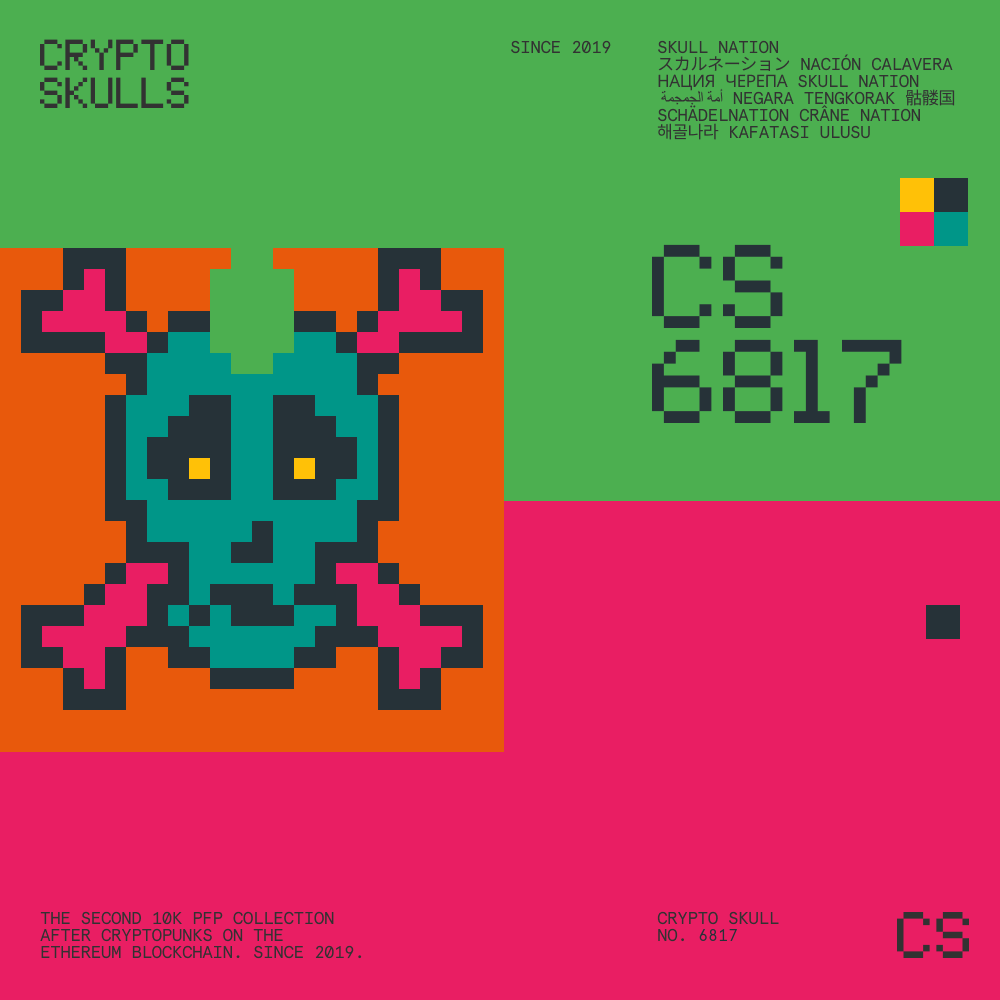 CRYPTO
SKULLS
SINCE 2019
SKULL NATION
スカルネーション NACIÓN CALAVERA
НАЦИЯ ЧЕРЕПА SKULL NATION
أمة الجمجمة NEGARA TENGKORAK 骷髅国
SCHÄDELNATION CRÂNE NATION
해골나라 KAFATASI ULUSU
CS
6817
THE SECOND 10K PFP COLLECTION
AFTER CRYPTOPUNKS ON THE
ETHEREUM BLOCKCHAIN. SINCE 2019.
CRYPTO SKULL
NO. 6817
CS